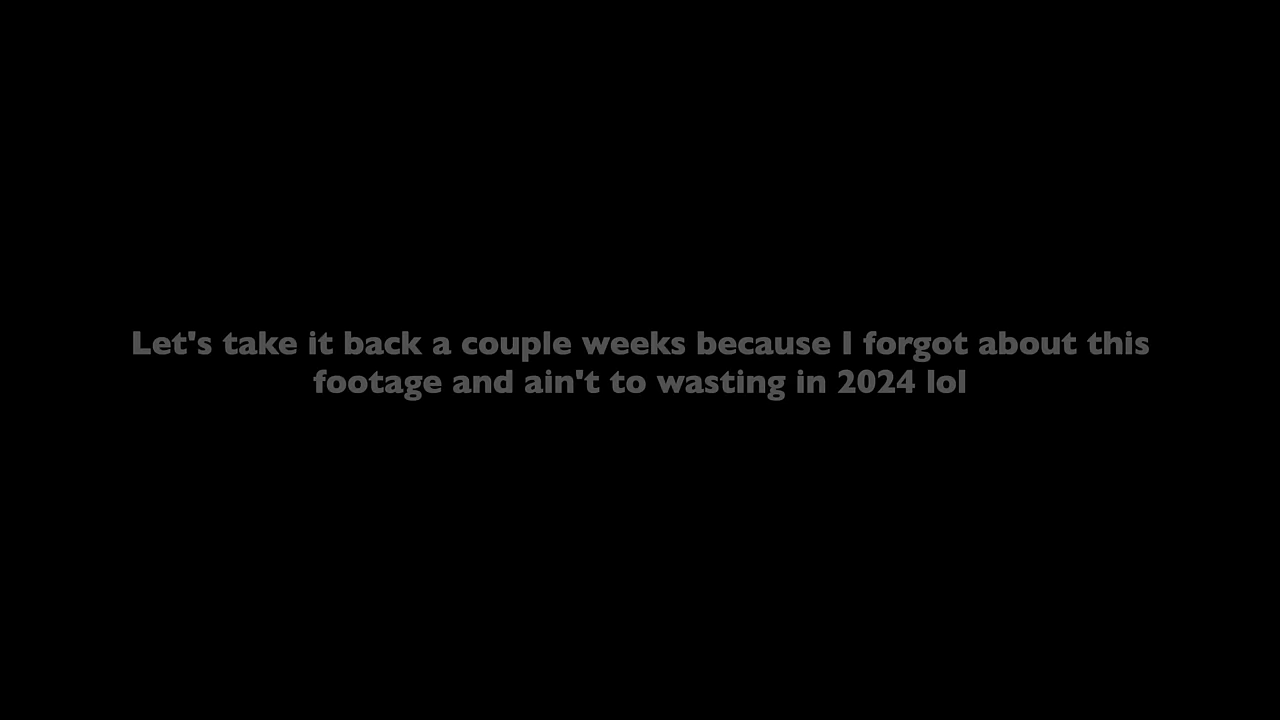 Let's take it back a couple weeks because I forgot about this
footage and ain't to wasting in 2024 lol